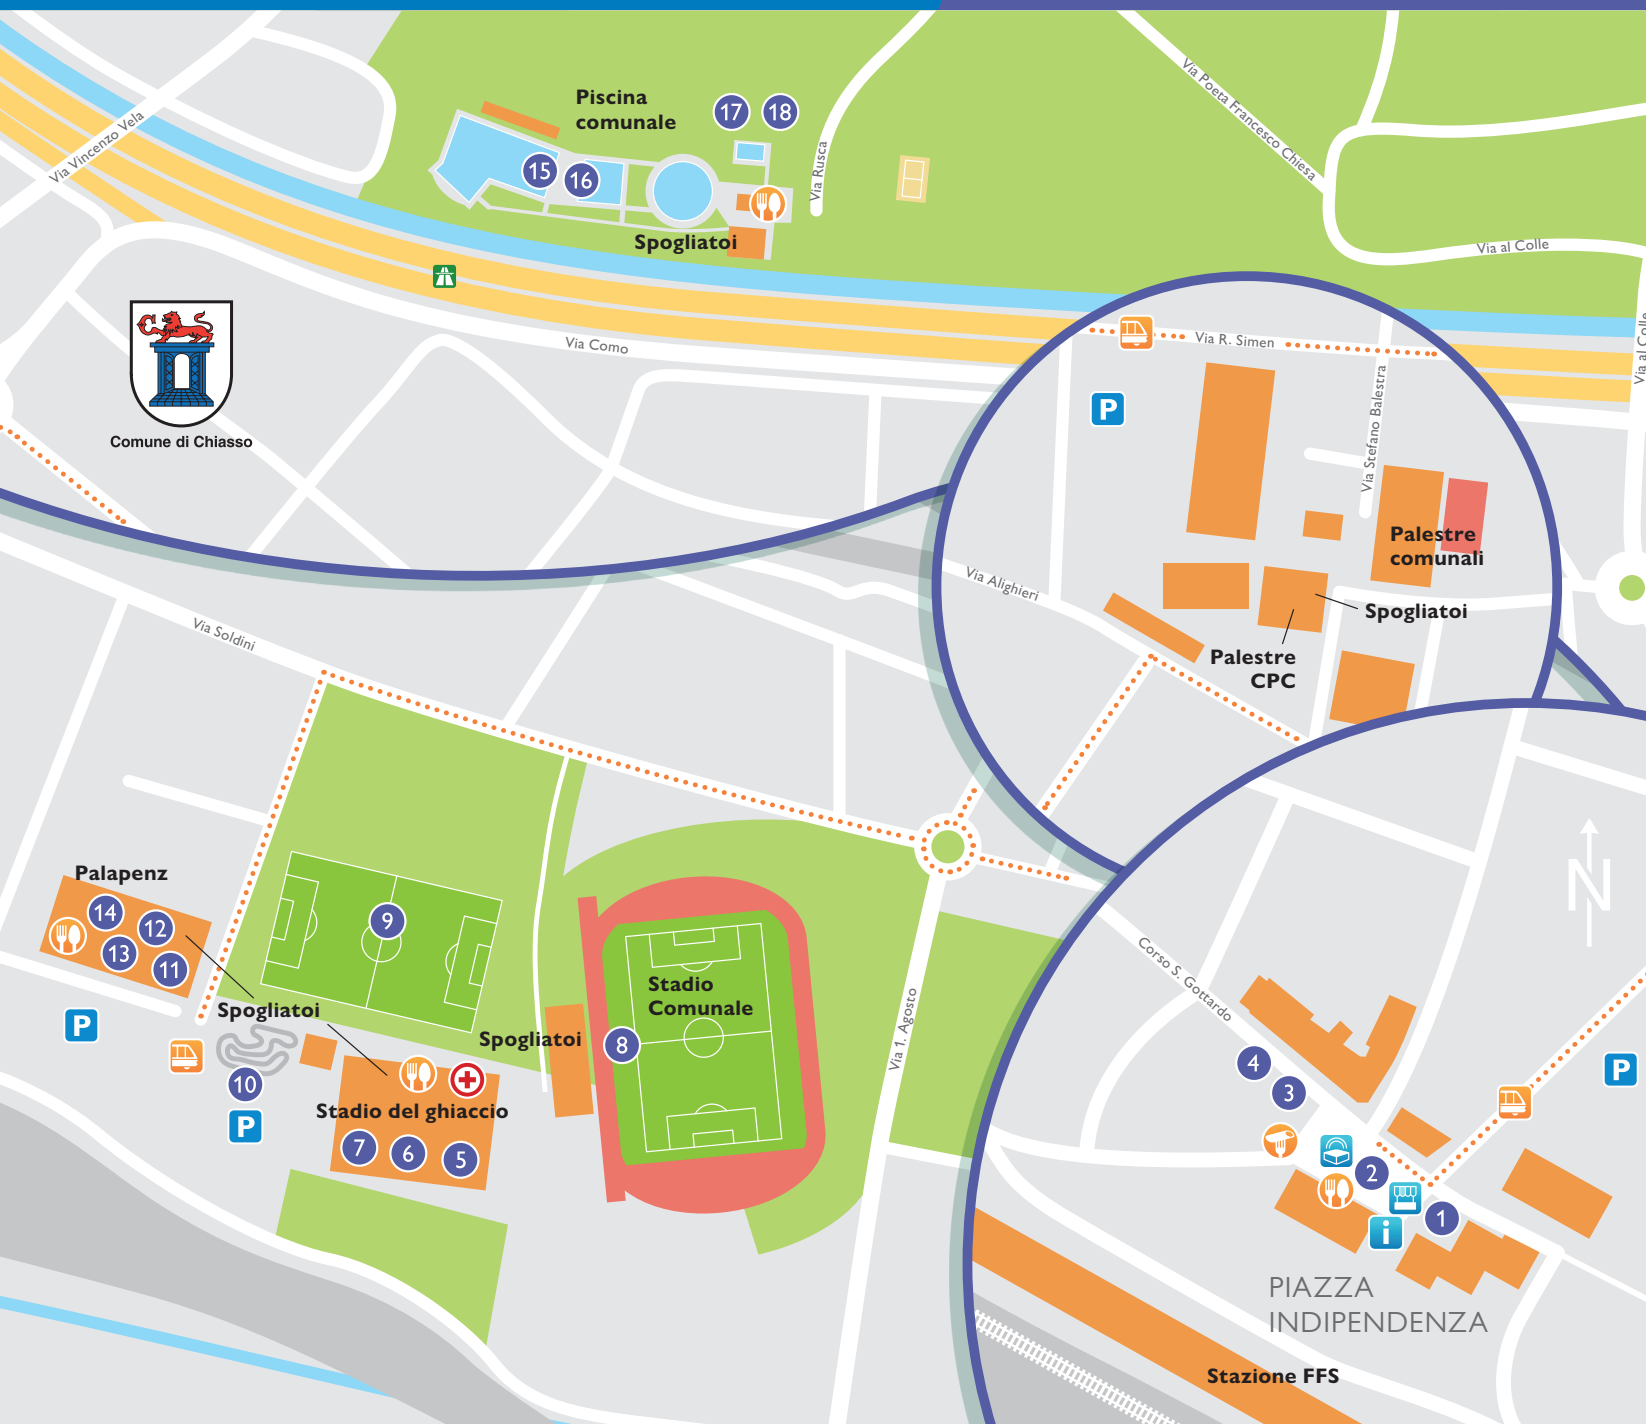 Piscina
comunale
17
18
15
16
Spogliatoi
Via Rusca
Via Poeta Francesco Chiesa
Via al Colle
Via al Colle
Via Vincenzo Vela
Comune di Chiasso
Via Como
Via R. Simen
P
Via Stefano Balestra
Palestre
comunali
Via Alighieri
Spogliatoi
Palestre
CPC
Via Soldini
Palapenz
14
12
13
11
9
Spogliatoi
P
10
P
Stadio del ghiaccio
7
6
5
Spogliatoi
8
Stadio
Comunale
Via 1. Agosto
Corso S. Gottardo
N
4
3
2
1
i
P
PIAZZA
INDIPENDENZA
Stazione FFS